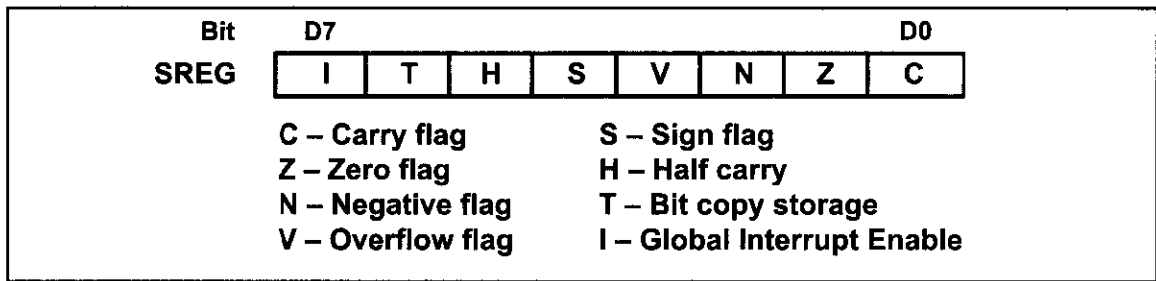 Bit D7 D0
SREG I T H S V N Z C
C – Carry flag S – Sign flag
Z – Zero flag H – Half carry
N – Negative flag T – Bit copy storage
V – Overflow flag I – Global Interrupt Enable